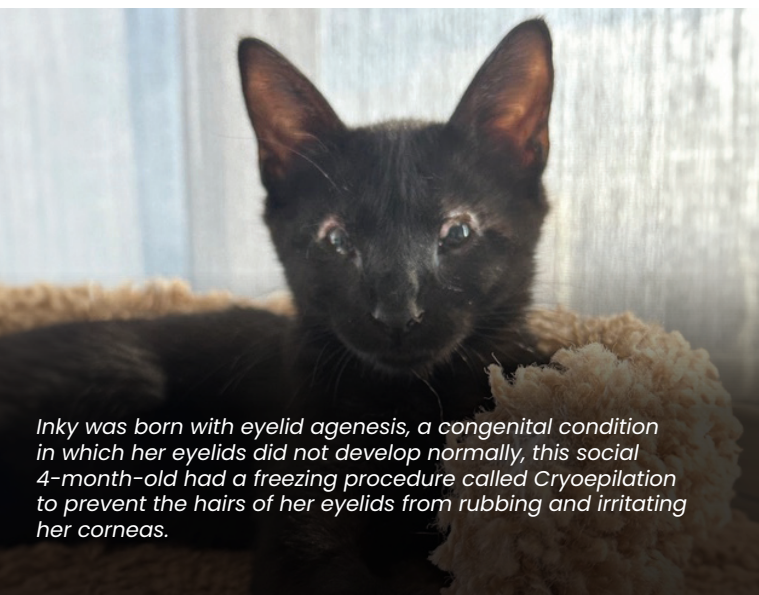 Inky was born with eyelid agenesis, a congenital condition
in which her eyelids did not develop normally, this social
4-month-old had a freezing procedure called Cryoepilation
to prevent the hairs of her eyelids from rubbing and irritating
her corneas.